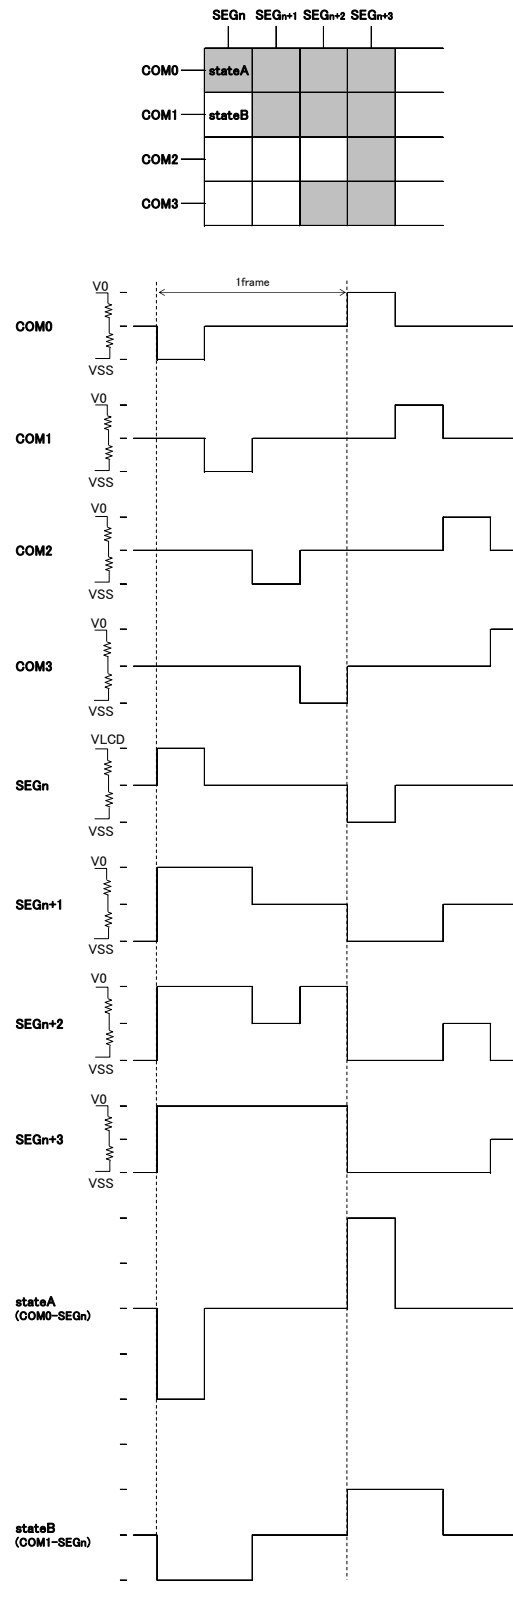 SEGn SEGn+1 SEGn+2 SEGn+3
COM0 stateA
COM1 stateB
COM2
COM3
1frame
V0
COM0
VSS
V0
COM1
VSS
V0
COM2
VSS
V0
COM3
VSS
VLCD
SEGn
VSS
V0
SEGn+1
VSS
V0
SEGn+2
VSS
V0
SEGn+3
VSS
stateA
(COM0-SEGn)
stateB
(COM1-SEGn)